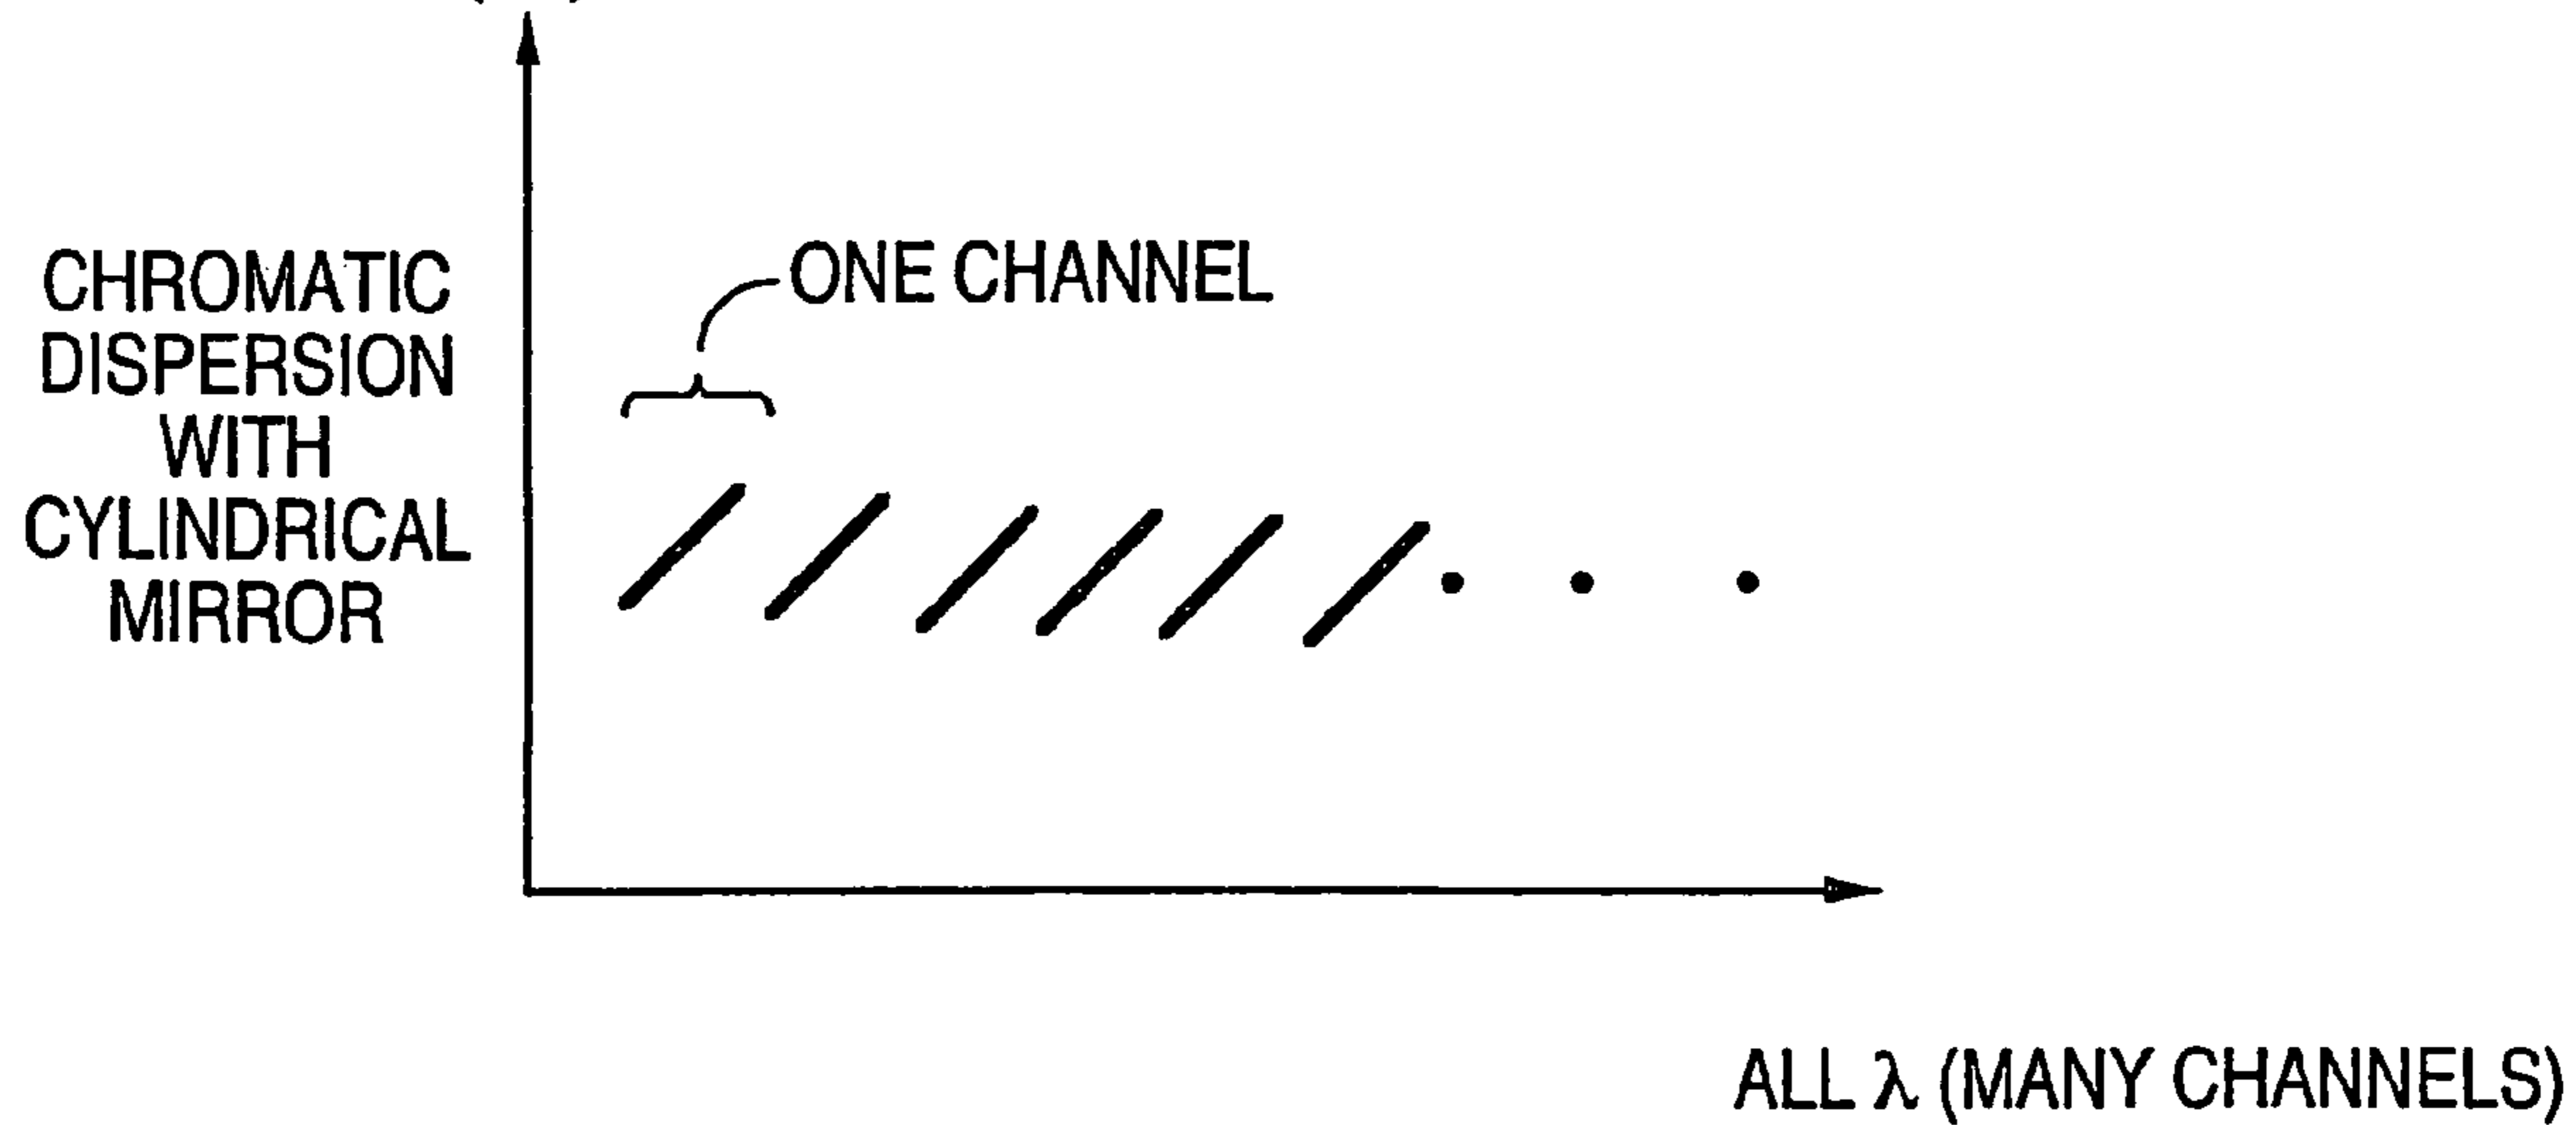 ONE CHANNEL
CHROMATIC
DISPERSION
WITH
CYLINDRICAL
MIRROR
ALL λ (MANY CHANNELS)